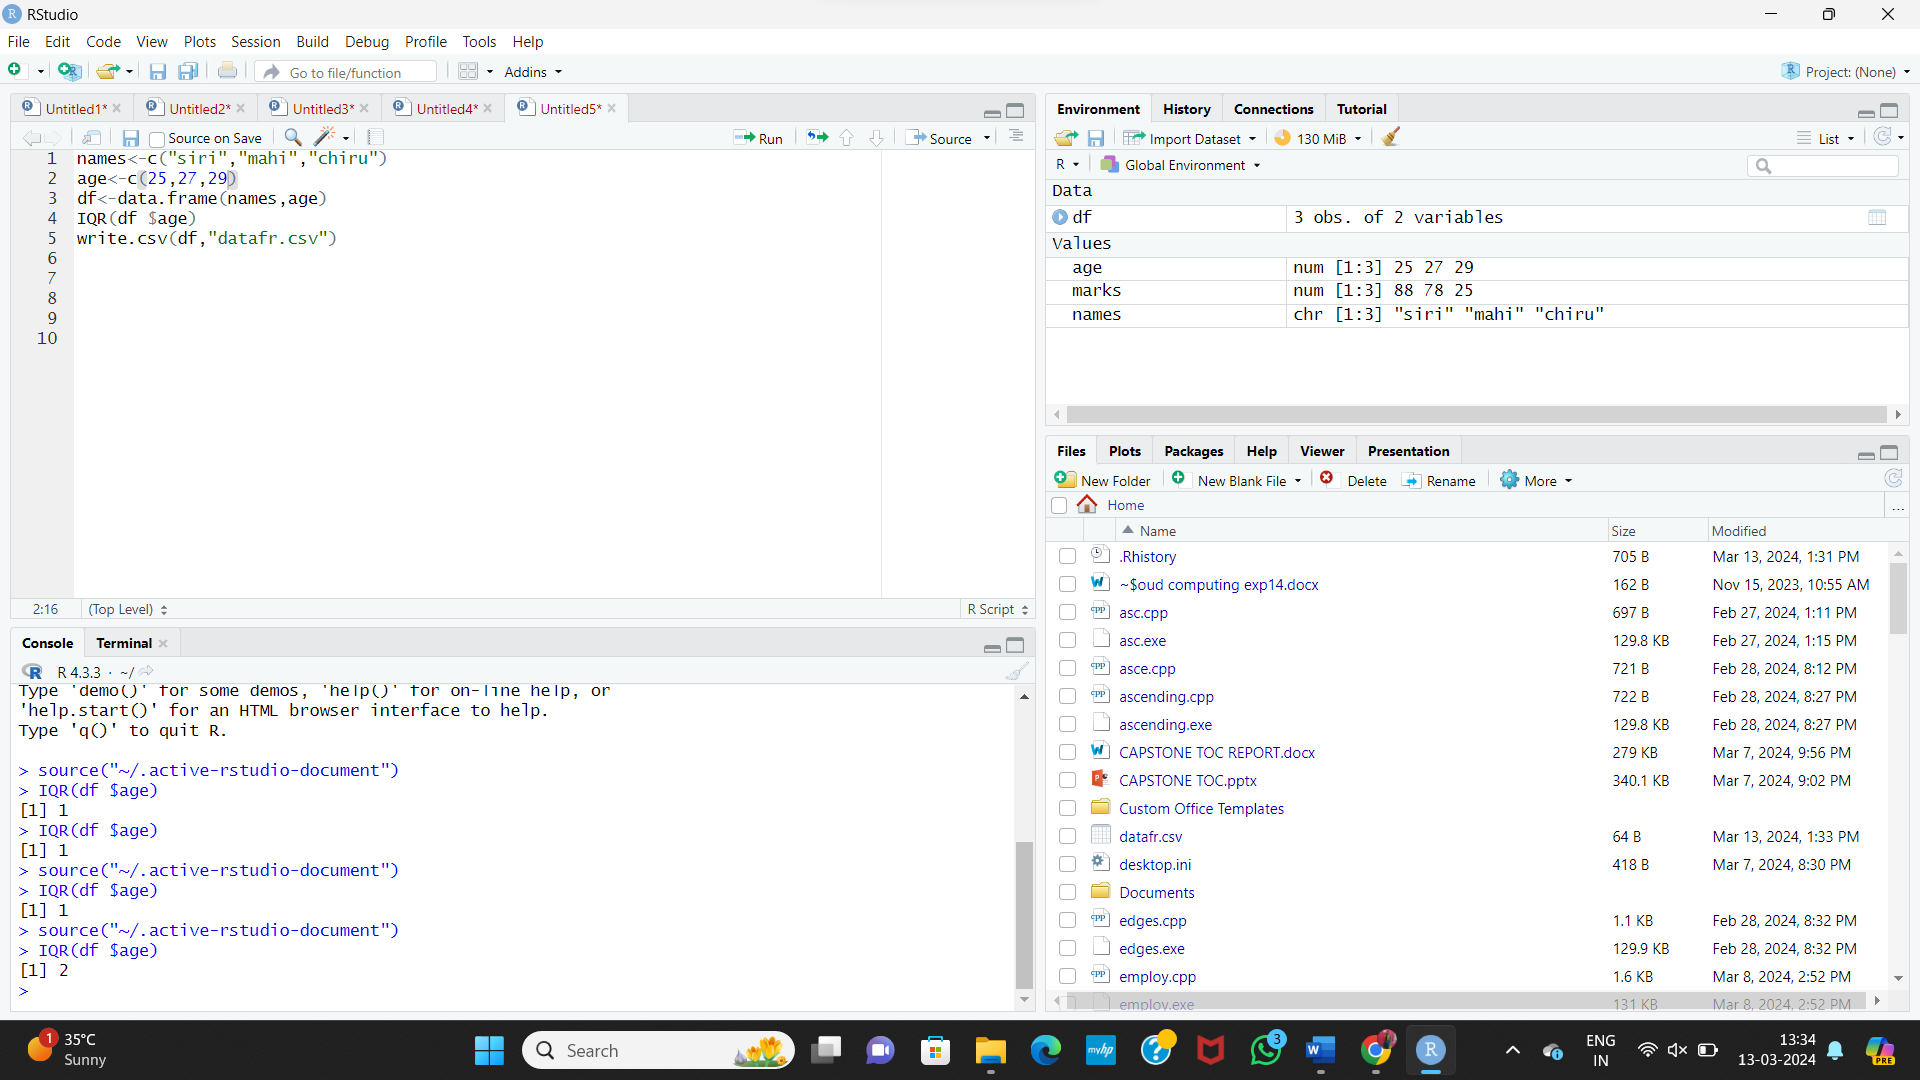 RStudio
File Edit Code View Plots Session Build Debug Profile Tools Help
Go to file/function Addins Project: (None)
Untitled1* Untitled2* Untitled3* Untitled4* Untitled5*
Source on Save Run Source
1 names<-c("siri","mahi","chiru")
2 age<-c(25,27,29)
3 df<-data.frame(names,age)
4 IQR(df $age)
5 write.csv(df,"datafr.csv")
6
7
8
9
10
2:16 (Top Level) R Script
Console Terminal
R 4.3.3 · ~/
Type 'demo()' for some demos, 'help()' for on-line help, or
'help.start()' for an HTML browser interface to help.
Type 'q()' to quit R.
> source("~/.active-rstudio-document")
> IQR(df $age)
[1] 1
> IQR(df $age)
[1] 1
> source("~/.active-rstudio-document")
> IQR(df $age)
[1] 1
> source("~/.active-rstudio-document")
> IQR(df $age)
[1] 2
>
Environment History Connections Tutorial
Import Dataset 130 MiB List
R Global Environment
Data
df 3 obs. of 2 variables
Values
age num [1:3] 25 27 29
marks num [1:3] 88 78 25
names chr [1:3] "siri" "mahi" "chiru"
Files Plots Packages Help Viewer Presentation
New Folder New Blank File Delete Rename More
Home ...
Name Size Modified
.Rhistory 705 B Mar 13, 2024, 1:31 PM
~$oud computing exp14.docx 162 B Nov 15, 2023, 10:55 AM
asc.cpp 697 B Feb 27, 2024, 1:11 PM
asc.exe 129.8 KB Feb 27, 2024, 1:15 PM
asce.cpp 721 B Feb 28, 2024, 8:12 PM
ascending.cpp 722 B Feb 28, 2024, 8:27 PM
ascending.exe 129.8 KB Feb 28, 2024, 8:27 PM
CAPSTONE TOC REPORT.docx 279 KB Mar 7, 2024, 9:56 PM
CAPSTONE TOC.pptx 340.1 KB Mar 7, 2024, 9:02 PM
Custom Office Templates
datafr.csv 64 B Mar 13, 2024, 1:33 PM
desktop.ini 418 B Mar 7, 2024, 8:30 PM
Documents
edges.cpp 1.1 KB Feb 28, 2024, 8:32 PM
edges.exe 129.9 KB Feb 28, 2024, 8:32 PM
employ.cpp 1.6 KB Mar 8, 2024, 2:52 PM
employ.exe 131 KB Mar 8, 2024, 2:52 PM
1 35°C
Sunny
Search
myhp
3
ENG
IN
13:34
13-03-2024
PRE